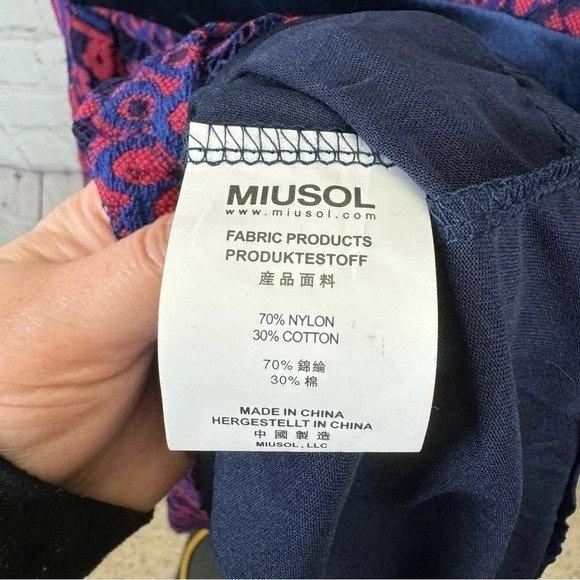 MIUSOL
www.miusol.com
FABRIC PRODUCTS
PRODUKTESTOFF
産品面料
70% NYLON
30% COTTON
70% 錦綸
30% 棉
MADE IN CHINA
HERGESTELLT IN CHINA
中國製造
MIUSOL, LLC